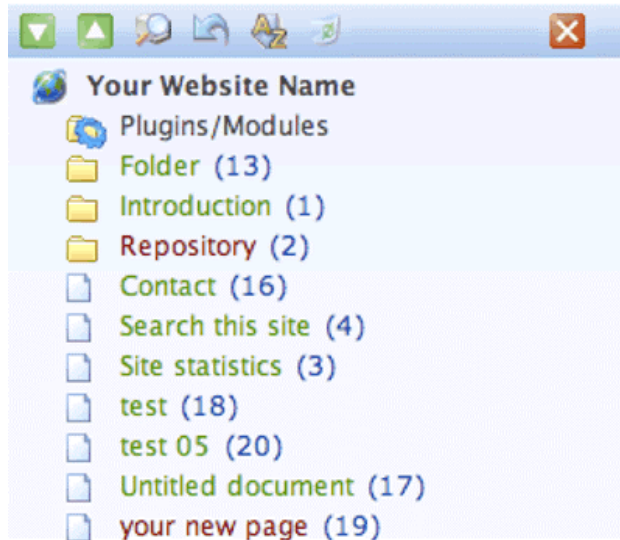 Your Website Name
Plugins/Modules
Folder (13)
Introduction (1)
Repository (2)
Contact (16)
Search this site (4)
Site statistics (3)
test (18)
test 05 (20)
Untitled document (17)
your new page (19)